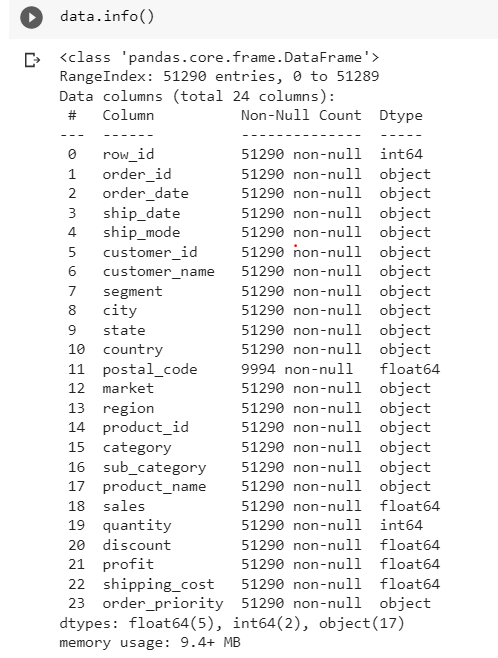 data.info()
<class 'pandas.core.frame.DataFrame'>
RangeIndex: 51290 entries, 0 to 51289
Data columns (total 24 columns):
 #   Column          Non-Null Count  Dtype
---  ------          --------------  -----
 0   row_id          51290 non-null  int64
 1   order_id        51290 non-null  object
 2   order_date      51290 non-null  object
 3   ship_date       51290 non-null  object
 4   ship_mode       51290 non-null  object
 5   customer_id     51290 non-null  object
 6   customer_name   51290 non-null  object
 7   segment         51290 non-null  object
 8   city            51290 non-null  object
 9   state           51290 non-null  object
 10  country         51290 non-null  object
 11  postal_code     9994 non-null   float64
 12  market          51290 non-null  object
 13  region          51290 non-null  object
 14  product_id      51290 non-null  object
 15  category        51290 non-null  object
 16  sub_category    51290 non-null  object
 17  product_name    51290 non-null  object
 18  sales           51290 non-null  float64
 19  quantity        51290 non-null  int64
 20  discount        51290 non-null  float64
 21  profit          51290 non-null  float64
 22  shipping_cost   51290 non-null  float64
 23  order_priority  51290 non-null  object
dtypes: float64(5), int64(2), object(17)
memory usage: 9.4+ MB